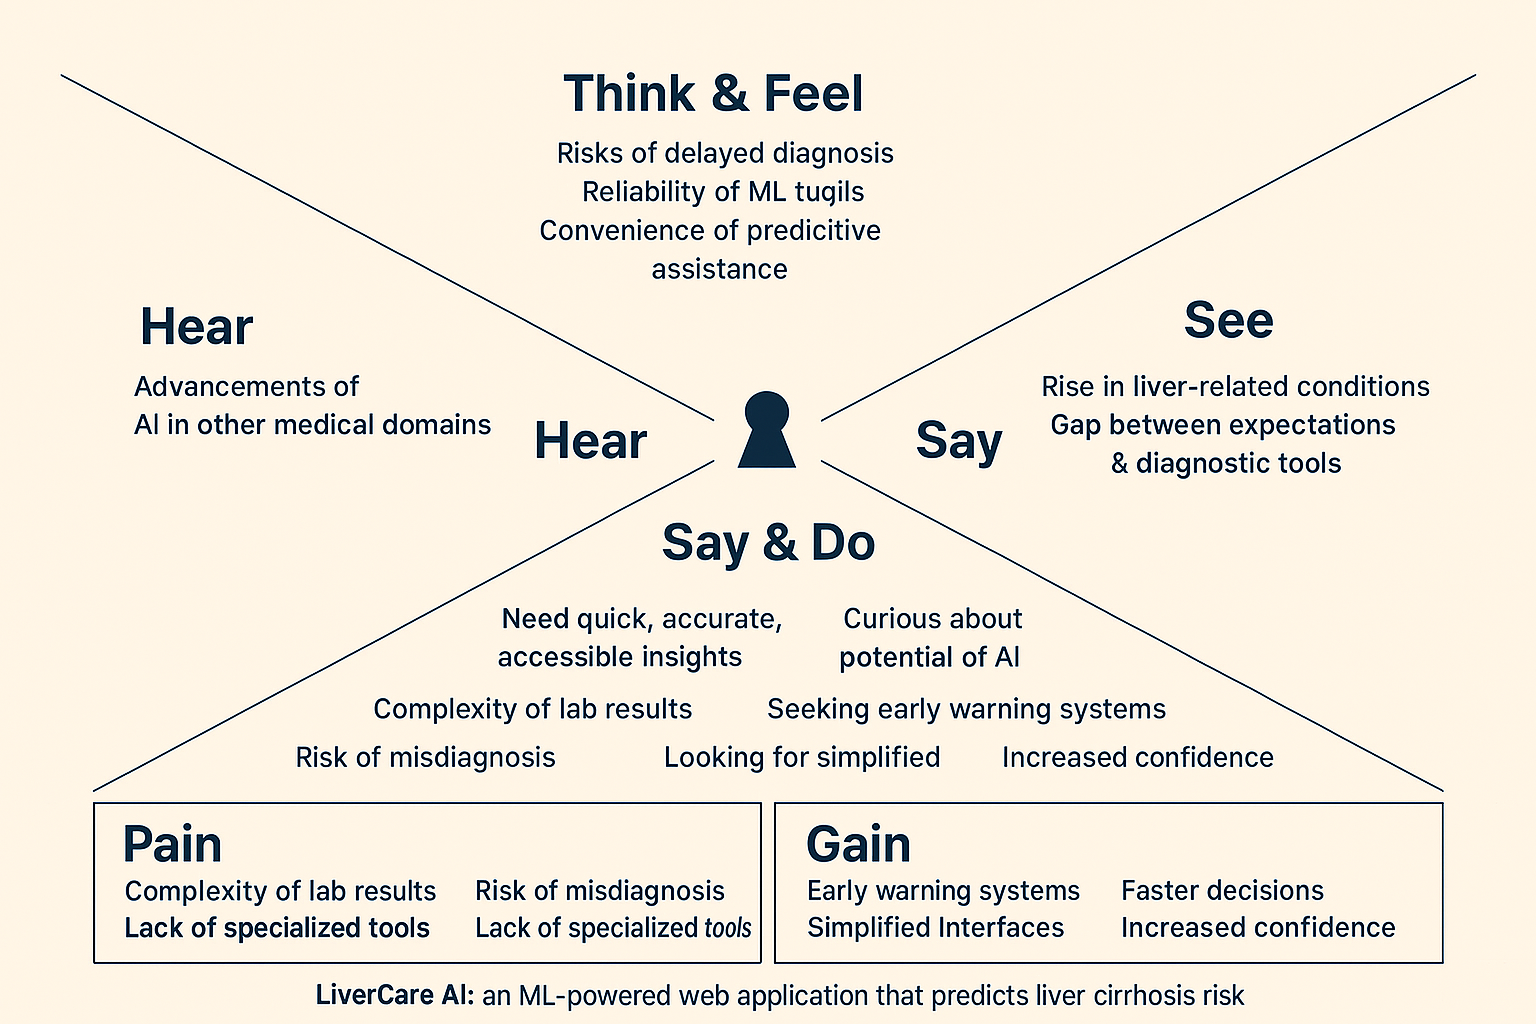 Think & Feel
Risks of delayed diagnosis
Reliability of ML tuqils
Convenience of predicitive
assistance
Hear
Advancements of
AI in other medical domains
Hear
See
Rise in liver-related conditions
Gap between expectations
& diagnostic tools
Say
Say & Do
Need quick, accurate,
accessible insights
Curious about
potential of AI
Complexity of lab results
Seeking early warning systems
Risk of misdiagnosis
Looking for simplified
Increased confidence
Pain
Complexity of lab results
Risk of misdiagnosis
Lack of specialized tools
Lack of specialized tools
Gain
Early warning systems
Faster decisions
Simplified Interfaces
Increased confidence
LiverCare AI: an ML-powered web application that predicts liver cirrhosis risk